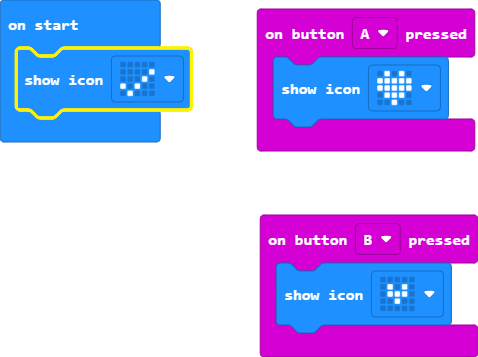 on start
show icon
on button A pressed
show icon
on button B pressed
show icon